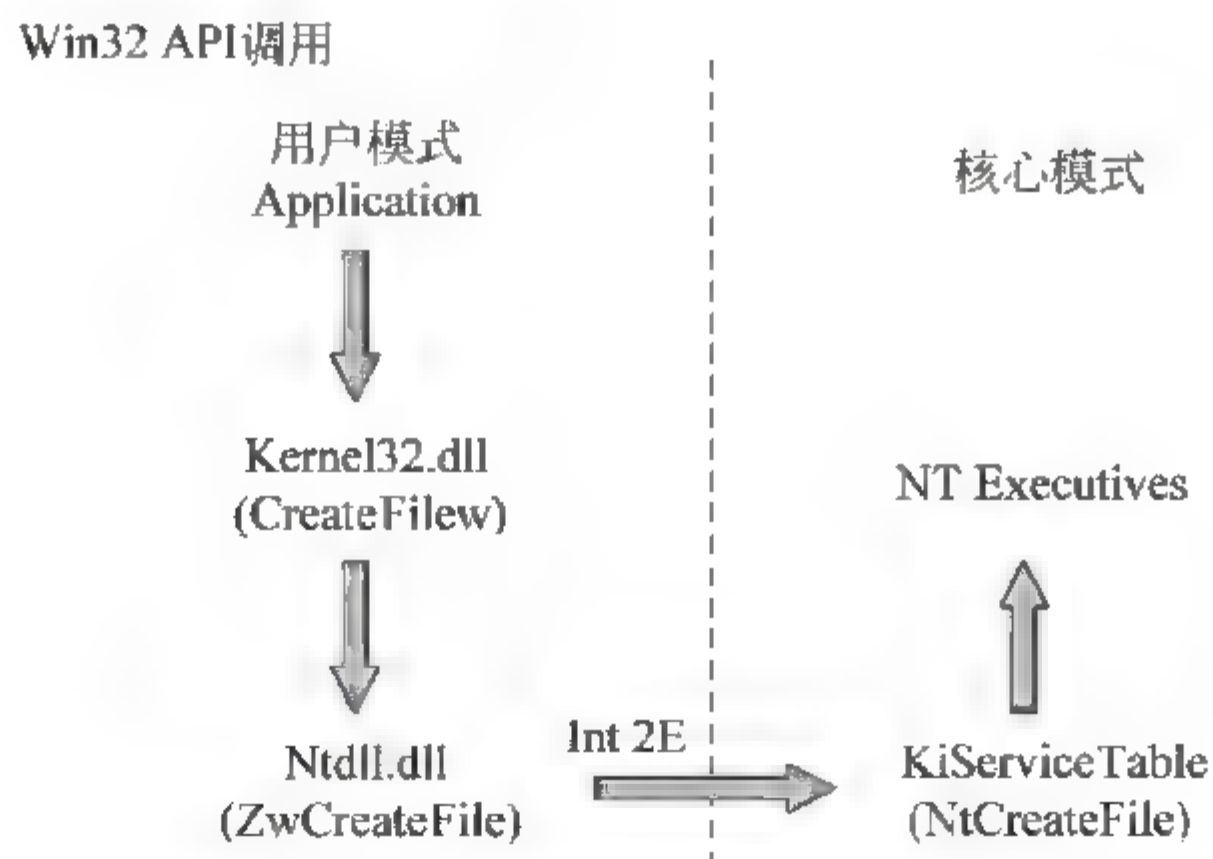 Win32 API调用
用户模式
Application
核心模式
Kernel32.dll
(CreateFilew)
NT Executives
Int 2E
Ntdll.dll
(ZwCreateFile)
KiServiceTable
(NtCreateFile)